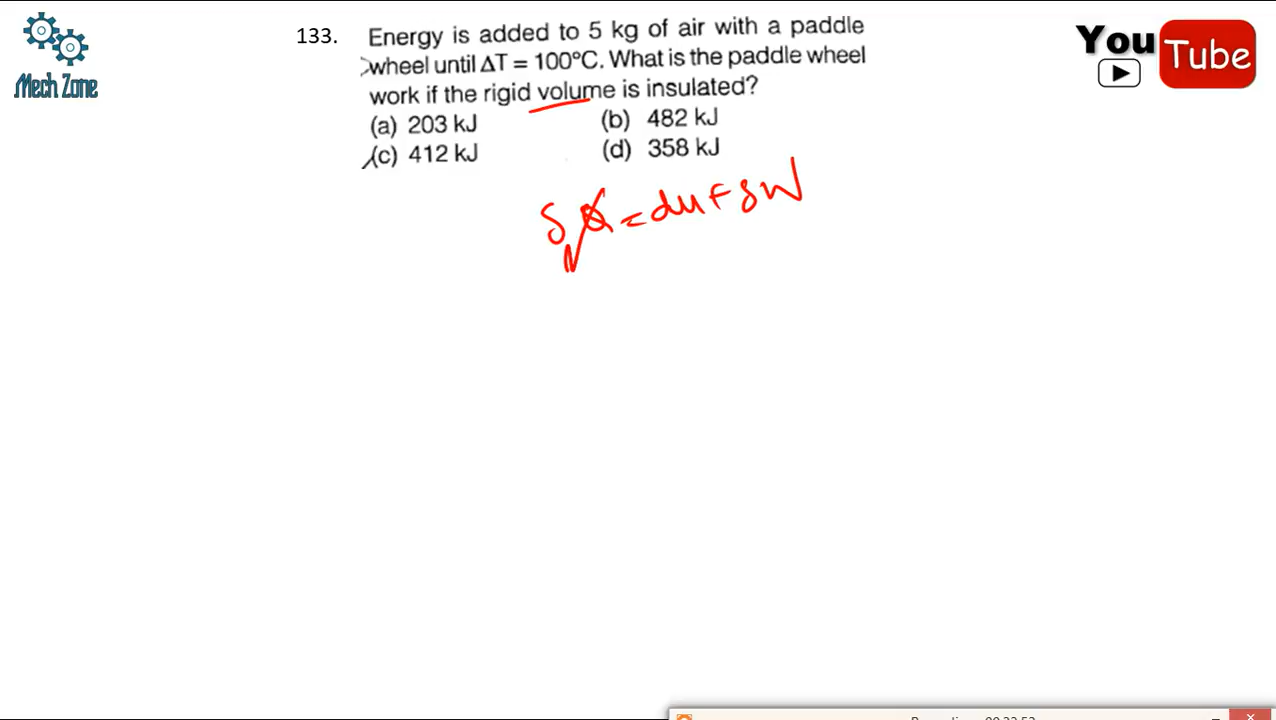 Mech Zone
133. Energy is added to 5 kg of air with a paddle
wheel until ΔT = 100°C. What is the paddle wheel
work if the rigid volume is insulated?
(a) 203 kJ (b) 482 kJ
(c) 412 kJ (d) 358 kJ
You Tube
δQ = du + δW